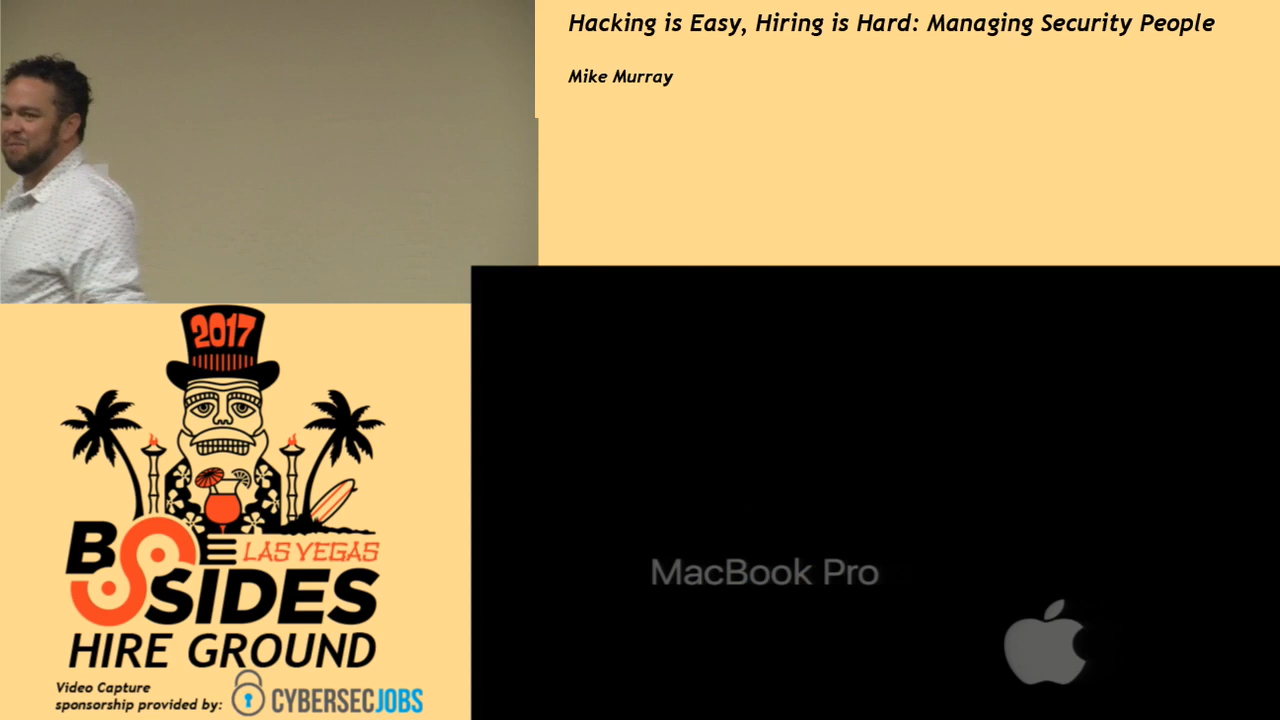 Hacking is Easy, Hiring is Hard: Managing Security People
Mike Murray
2017
BSIDES
LAS VEGAS
HIRE GROUND
Video Capture
sponsorship provided by:
CYBERSECJOBS
MacBook Pro